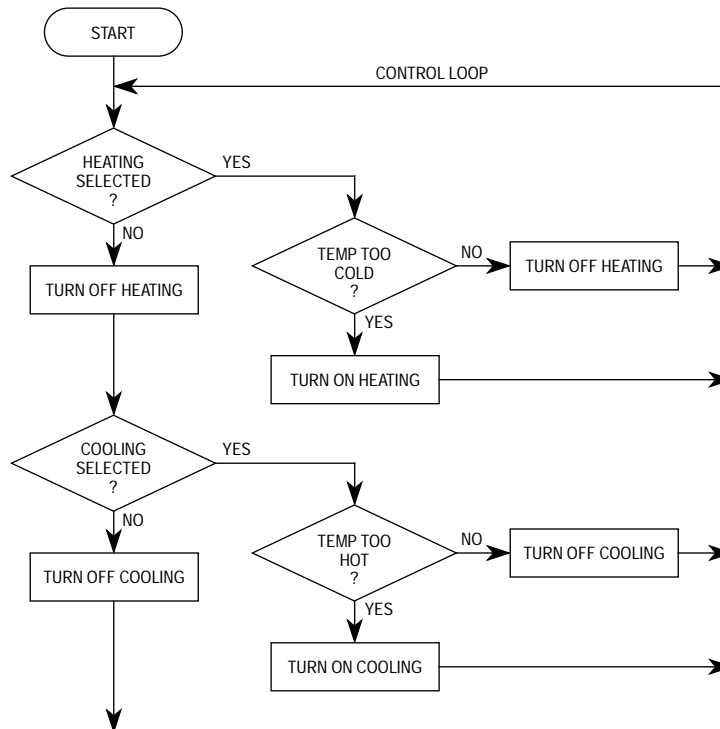 START
CONTROL LOOP
HEATING
SELECTED
?
YES
NO
TEMP TOO
COLD
?
NO
TURN OFF HEATING
TURN OFF HEATING
YES
TURN ON HEATING
COOLING
SELECTED
?
YES
NO
TEMP TOO
HOT
?
NO
TURN OFF COOLING
TURN OFF COOLING
YES
TURN ON COOLING